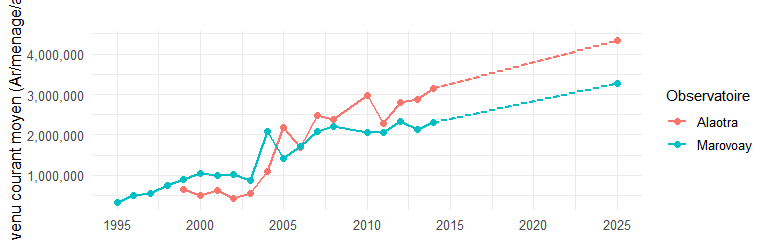 venu courant moyen (Ar/menage/a
4,000,000
3,000,000
2,000,000
1,000,000
1995 2000 2005 2010 2015 2020 2025
Observatoire
Alaotra
Marovoay